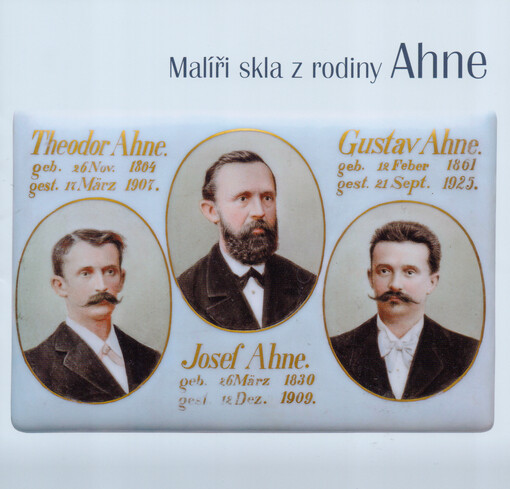 Malíři skla z rodiny Ahne
Theodor Ahne.
geb. 26 Nov. 1864
gest. 17 März 1907.
Gustav Ahne.
geb. 12 Feber 1861
gest. 21 Sept. 1925.
Josef Ahne.
geb. 26 März 1830
gest. 12 Dez. 1909.